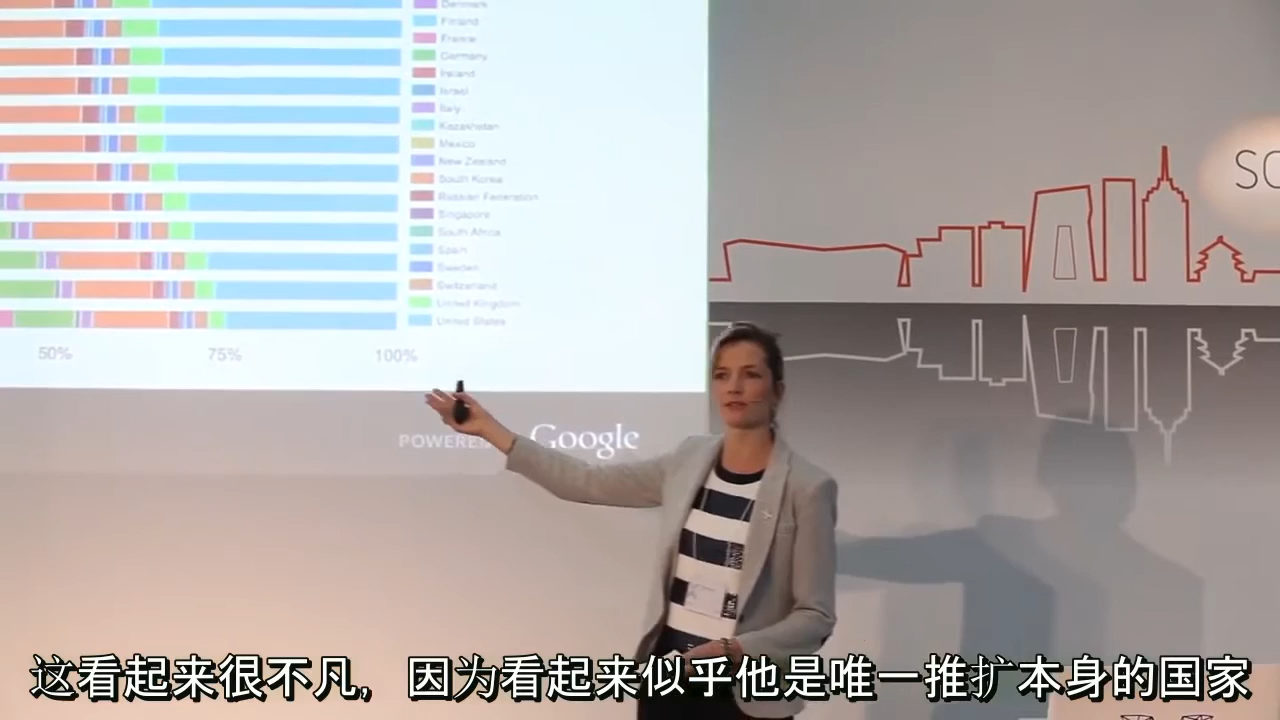 Denmark
Finland
France
Germany
Ireland
Israel
Italy
Kazakhstan
Mexico
New Zealand
South Korea
Russian Federation
Singapore
South Africa
Spain
Sweden
Switzerland
United Kingdom
United States
50% 75% 100%
SO
POWERED
Google
这看起来很不凡，因为看起来似乎他是唯一推扩本身的国家